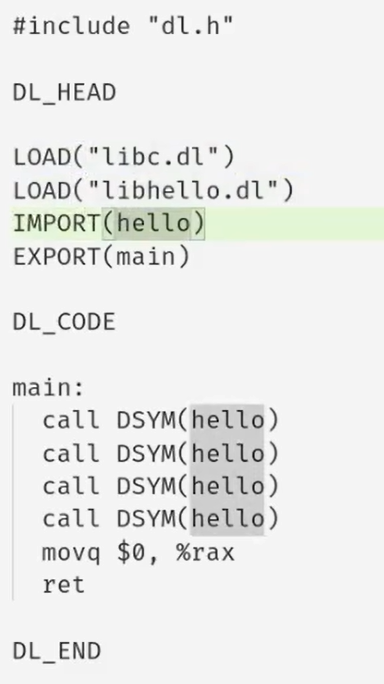 #include "dl.h"
DL_HEAD
LOAD("libc.dl")
LOAD("libhello.dl")
IMPORT(hello)
EXPORT(main)
DL_CODE
main:
call DSYM(hello)
call DSYM(hello)
call DSYM(hello)
call DSYM(hello)
movq $0, %rax
ret
DL_END